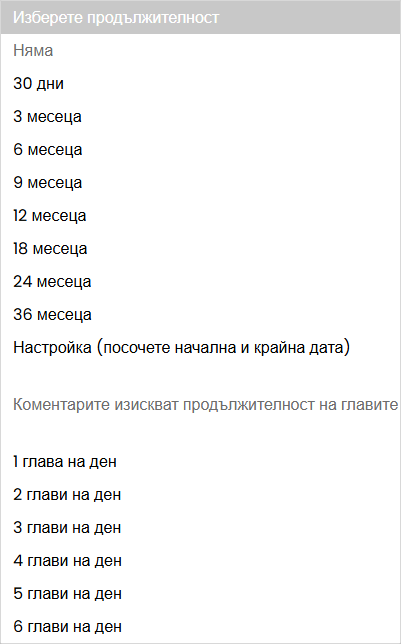 Изберете продължителност
Няма
30 дни
3 месеца
6 месеца
9 месеца
12 месеца
18 месеца
24 месеца
36 месеца
Настройка (посочете начална и крайна дата)
Коментарите изискват продължителност на главите
1 глава на ден
2 глави на ден
3 глави на ден
4 глави на ден
5 глави на ден
6 глави на ден